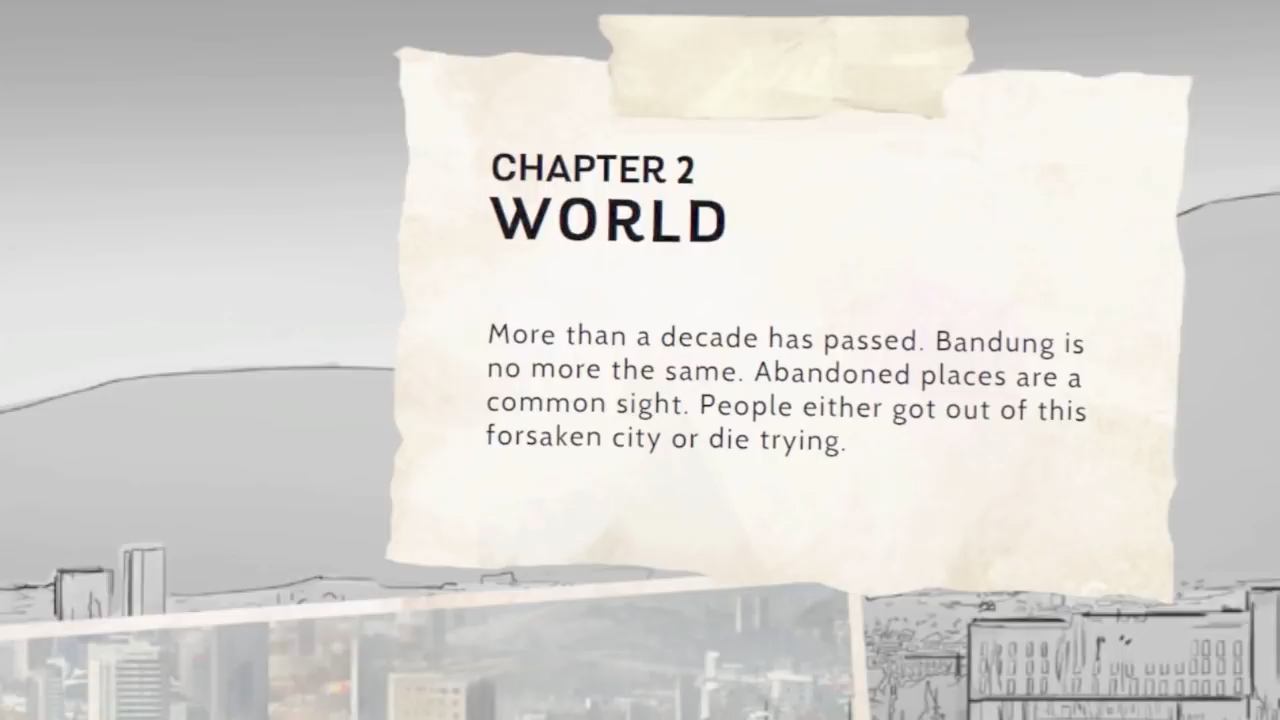 CHAPTER 2
WORLD
More than a decade has passed. Bandung is
no more the same. Abandoned places are a
common sight. People either got out of this
forsaken city or die trying.